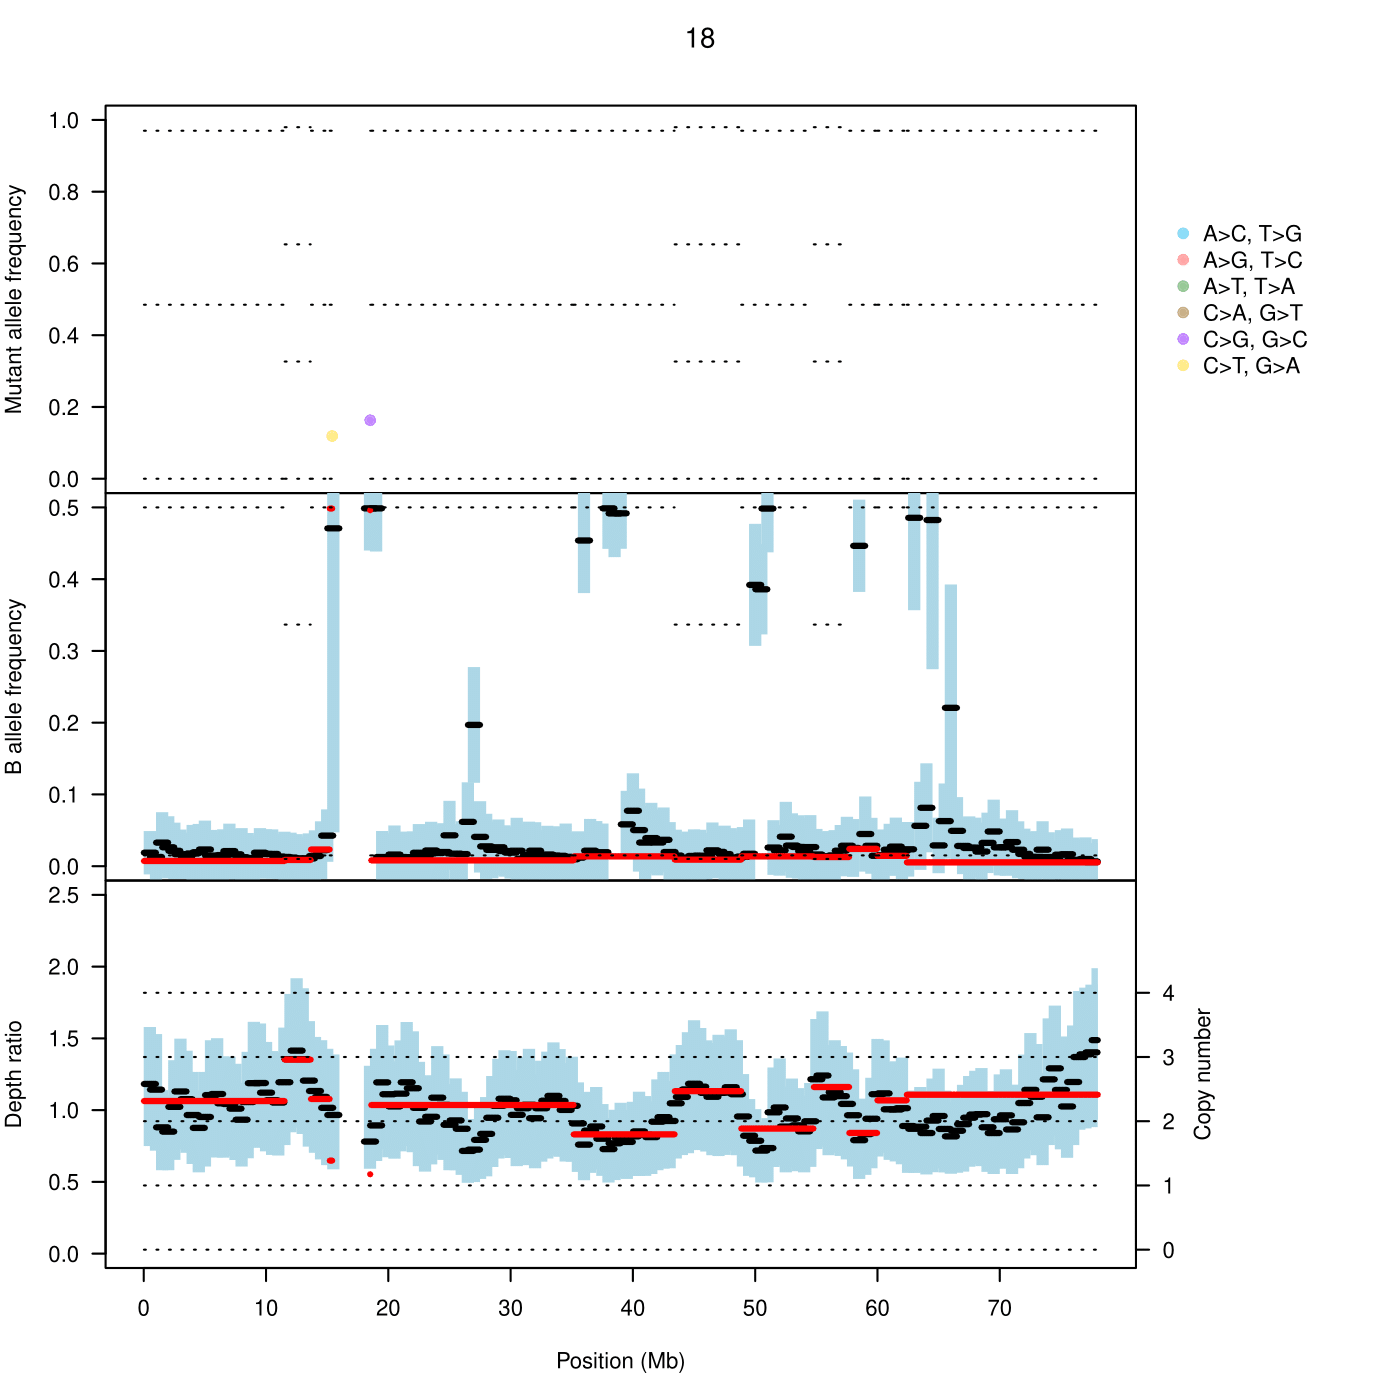 18
Mutant allele frequency
1.0
0.8
0.6
0.4
0.2
0.0
A>C, T>G
A>G, T>C
A>T, T>A
C>A, G>T
C>G, G>C
C>T, G>A
B allele frequency
0.5
0.4
0.3
0.2
0.1
0.0
Depth ratio
2.5
2.0
1.5
1.0
0.5
0.0
4
3
2
1
0
Copy number
0 10 20 30 40 50 60 70
Position (Mb)